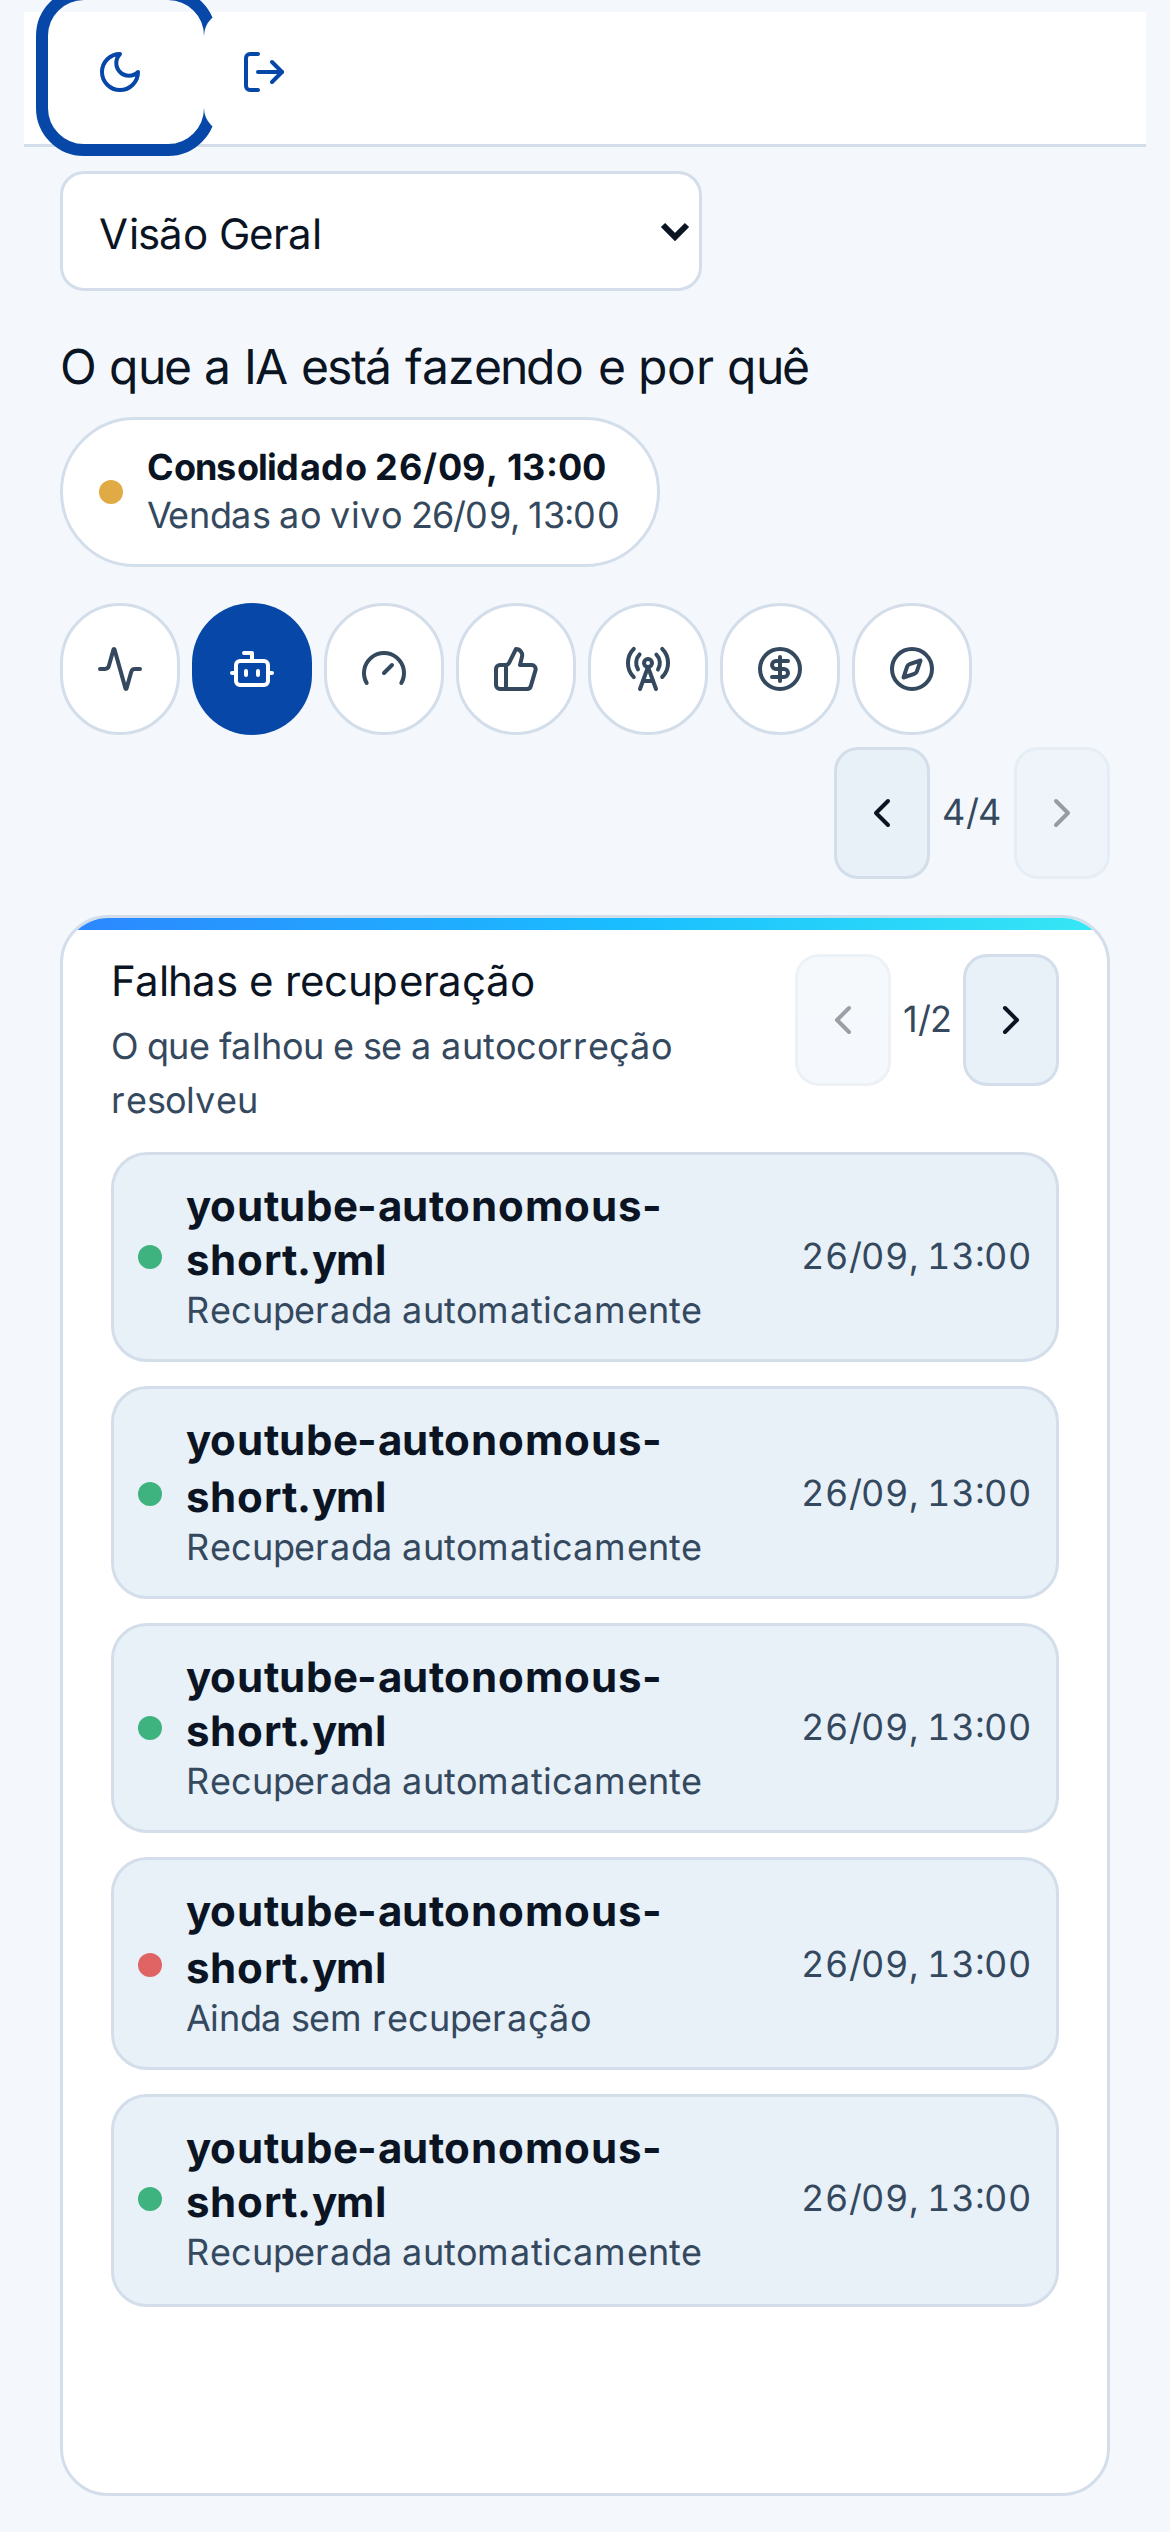 Visão Geral
O que a IA está fazendo e por quê
Consolidado 26/09, 13:00
Vendas ao vivo 26/09, 13:00
4/4
Falhas e recuperação
1/2
O que falhou e se a autocorreção
resolveu
youtube-autonomous-
short.yml
26/09, 13:00
Recuperada automaticamente
youtube-autonomous-
short.yml
26/09, 13:00
Recuperada automaticamente
youtube-autonomous-
short.yml
26/09, 13:00
Recuperada automaticamente
youtube-autonomous-
short.yml
26/09, 13:00
Ainda sem recuperação
youtube-autonomous-
short.yml
26/09, 13:00
Recuperada automaticamente